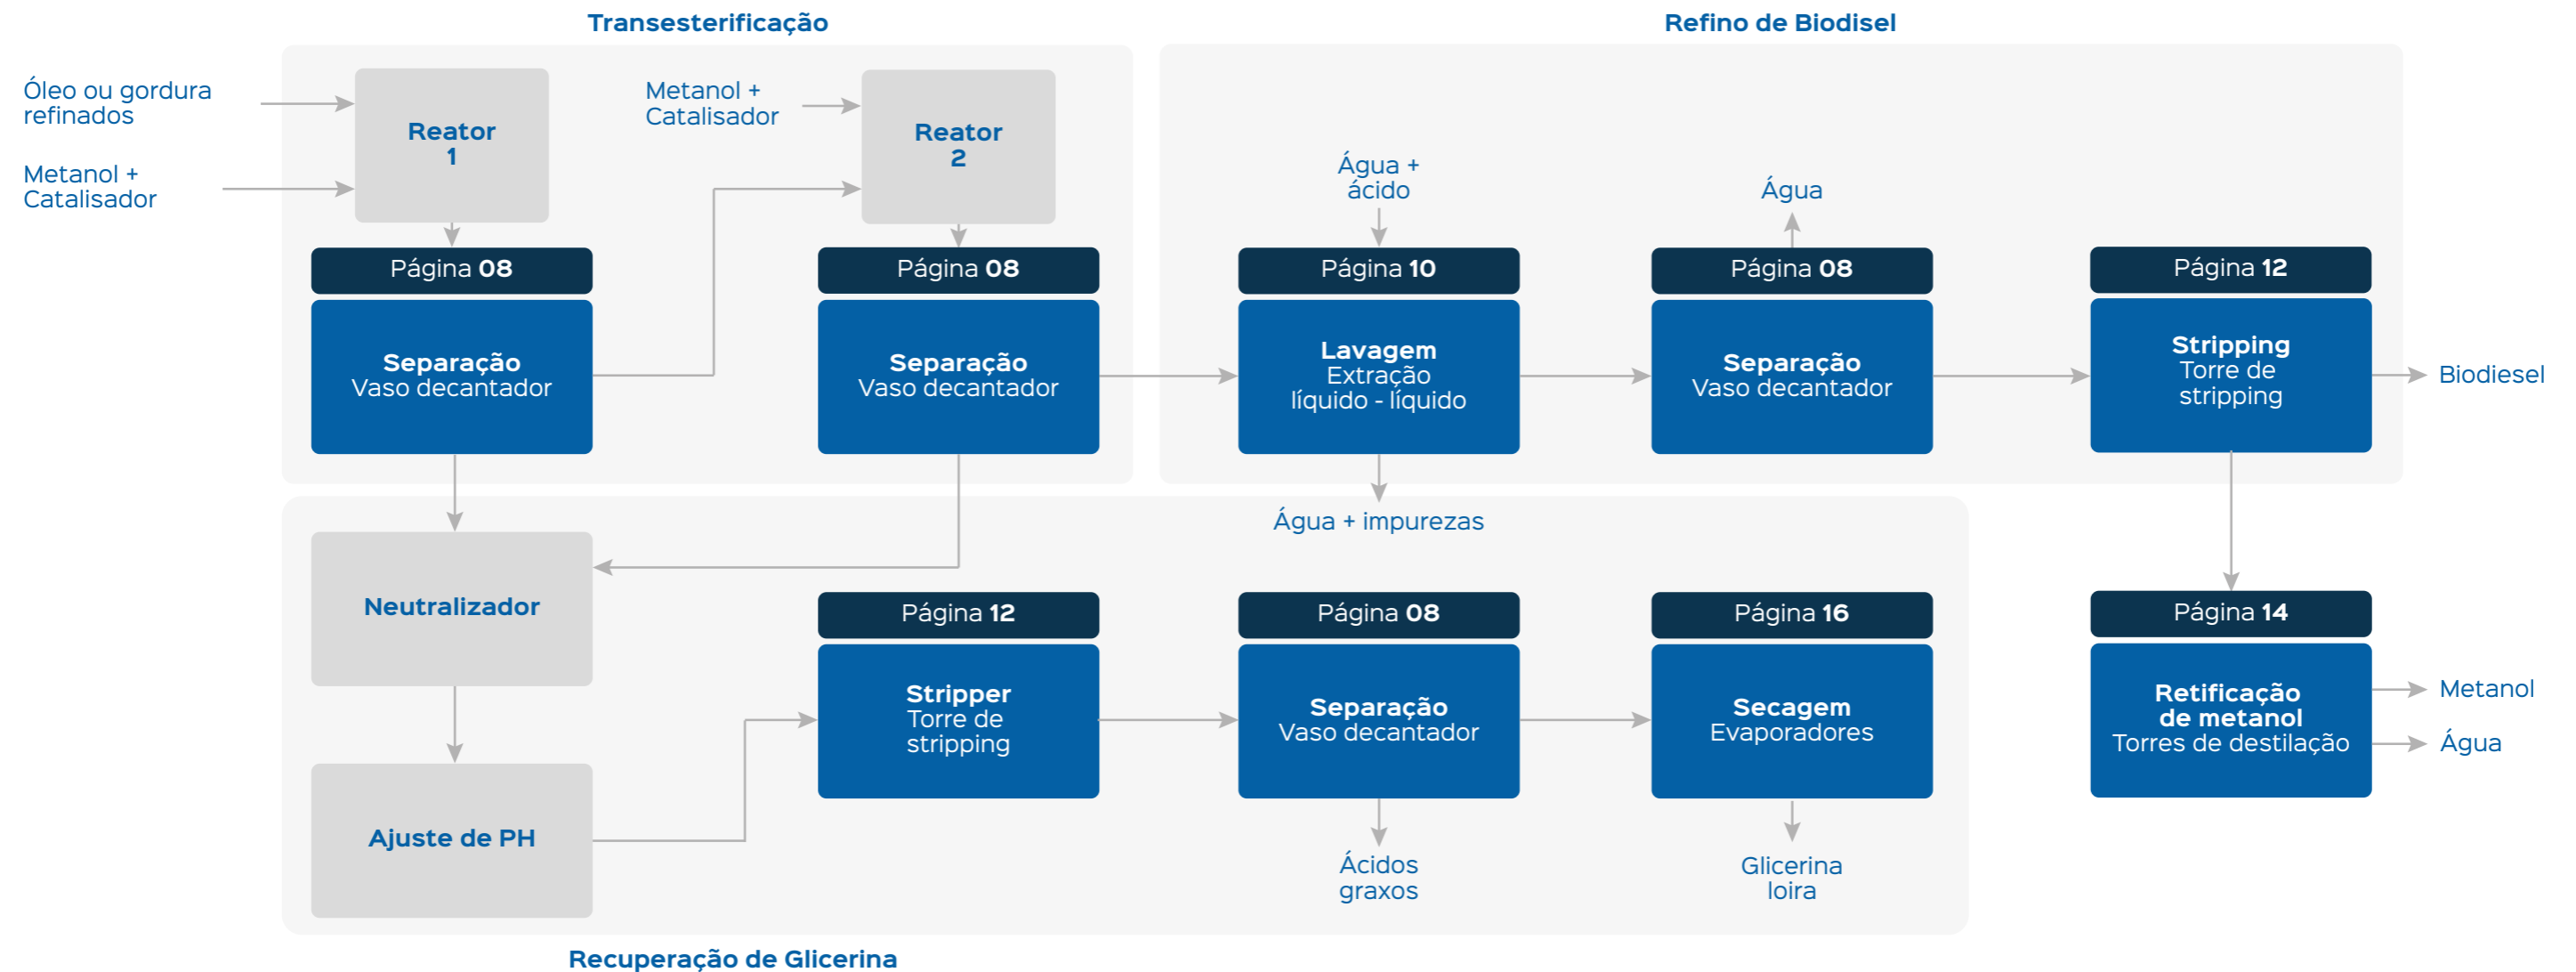 Transesterificação
Refino de Biodisel
Óleo ou gordura
refinados
Metanol +
Catalisador
Reator
1
Metanol +
Catalisador
Reator
2
Água +
ácido
Água
Página 08
Separação
Vaso decantador
Página 08
Separação
Vaso decantador
Página 10
Lavagem
Extração
líquido - líquido
Página 08
Separação
Vaso decantador
Página 12
Stripping
Torre de
stripping
Biodiesel
Água + impurezas
Neutralizador
Ajuste de PH
Página 12
Stripper
Torre de
stripping
Página 08
Separação
Vaso decantador
Página 16
Secagem
Evaporadores
Página 14
Retificação
de metanol
Torres de destilação
Metanol
Água
Ácidos
graxos
Glicerina
loira
Recuperação de Glicerina